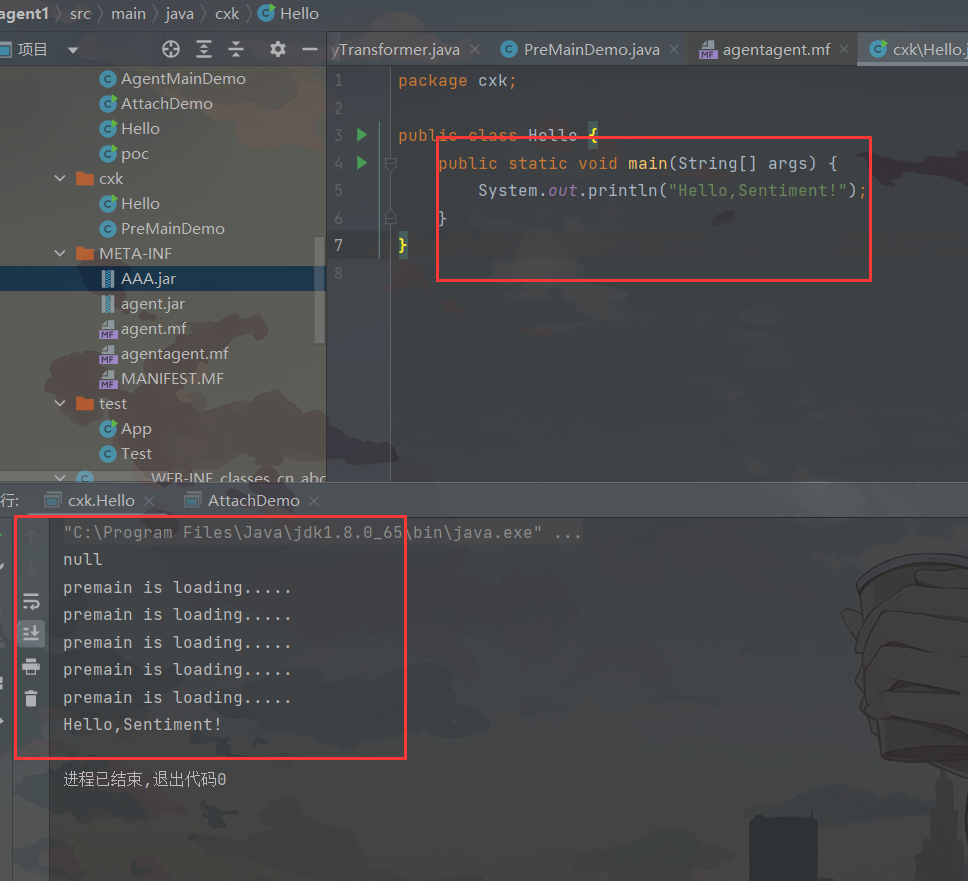 agent1 src main java cxk Hello
项目
yTransformer.java PreMainDemo.java agentagent.mf cxk\Hello.j
AgentMainDemo
AttachDemo
Hello
poc
cxk
Hello
PreMainDemo
META-INF
AAA.jar
agent.jar
agent.mf
agentagent.mf
MANIFEST.MF
test
App
Test
WEB-INF classes cn abc
1 package cxk;
2
3 public class Hello {
4 public static void main(String[] args) {
5 System.out.println("Hello,Sentiment!");
6 }
7 }
8
行: cxk.Hello AttachDemo
"C:\Program Files\Java\jdk1.8.0_65\bin\java.exe" ...
null
premain is loading.....
premain is loading.....
premain is loading.....
premain is loading.....
premain is loading.....
Hello,Sentiment!
进程已结束,退出代码0